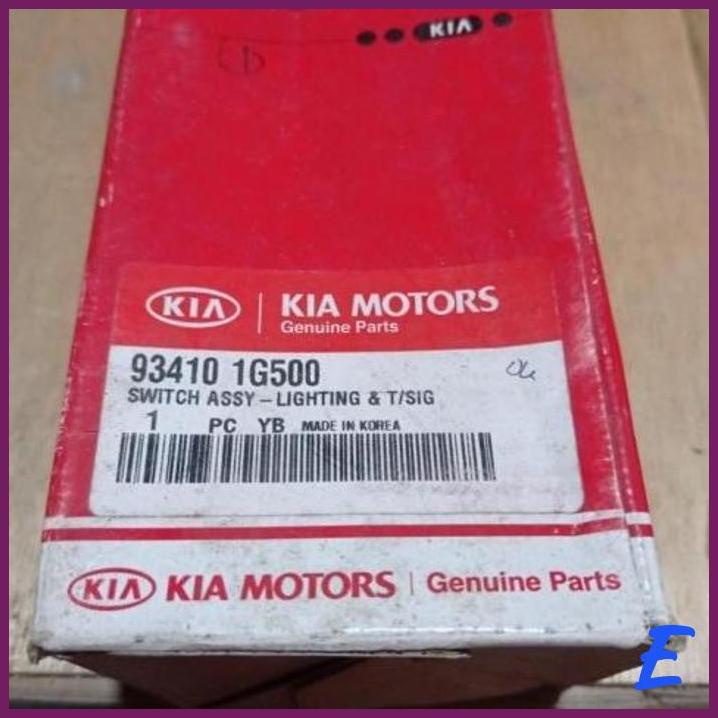 KIA
KIA | KIA MOTORS
Genuine Parts
93410 1G500
SWITCH ASSY – LIGHTING & T/SIG
1 PC YB MADE IN KOREA
KIA KIA MOTORS | Genuine Parts
E